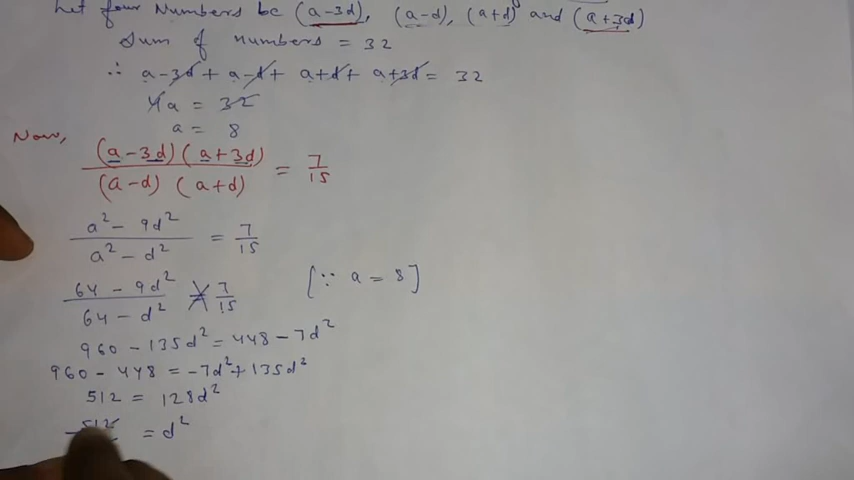 Let four Numbers be (a-3d), (a-d), (a+d) and (a+3d)
Sum of numbers = 32
∴ a-3d + a-d + a+d + a+3d = 32
4a = 32
a = 8
Now,
(a-3d)(a+3d) / (a-d) (a+d) = 7/15
a² - 9d² / a² - d² = 7/15
64 - 9d² / 64 - d² = 7/15 [∵ a = 8]
960 - 135d² = 448 - 7d²
960 - 448 = -7d² + 135d²
512 = 128d²
512 = d²